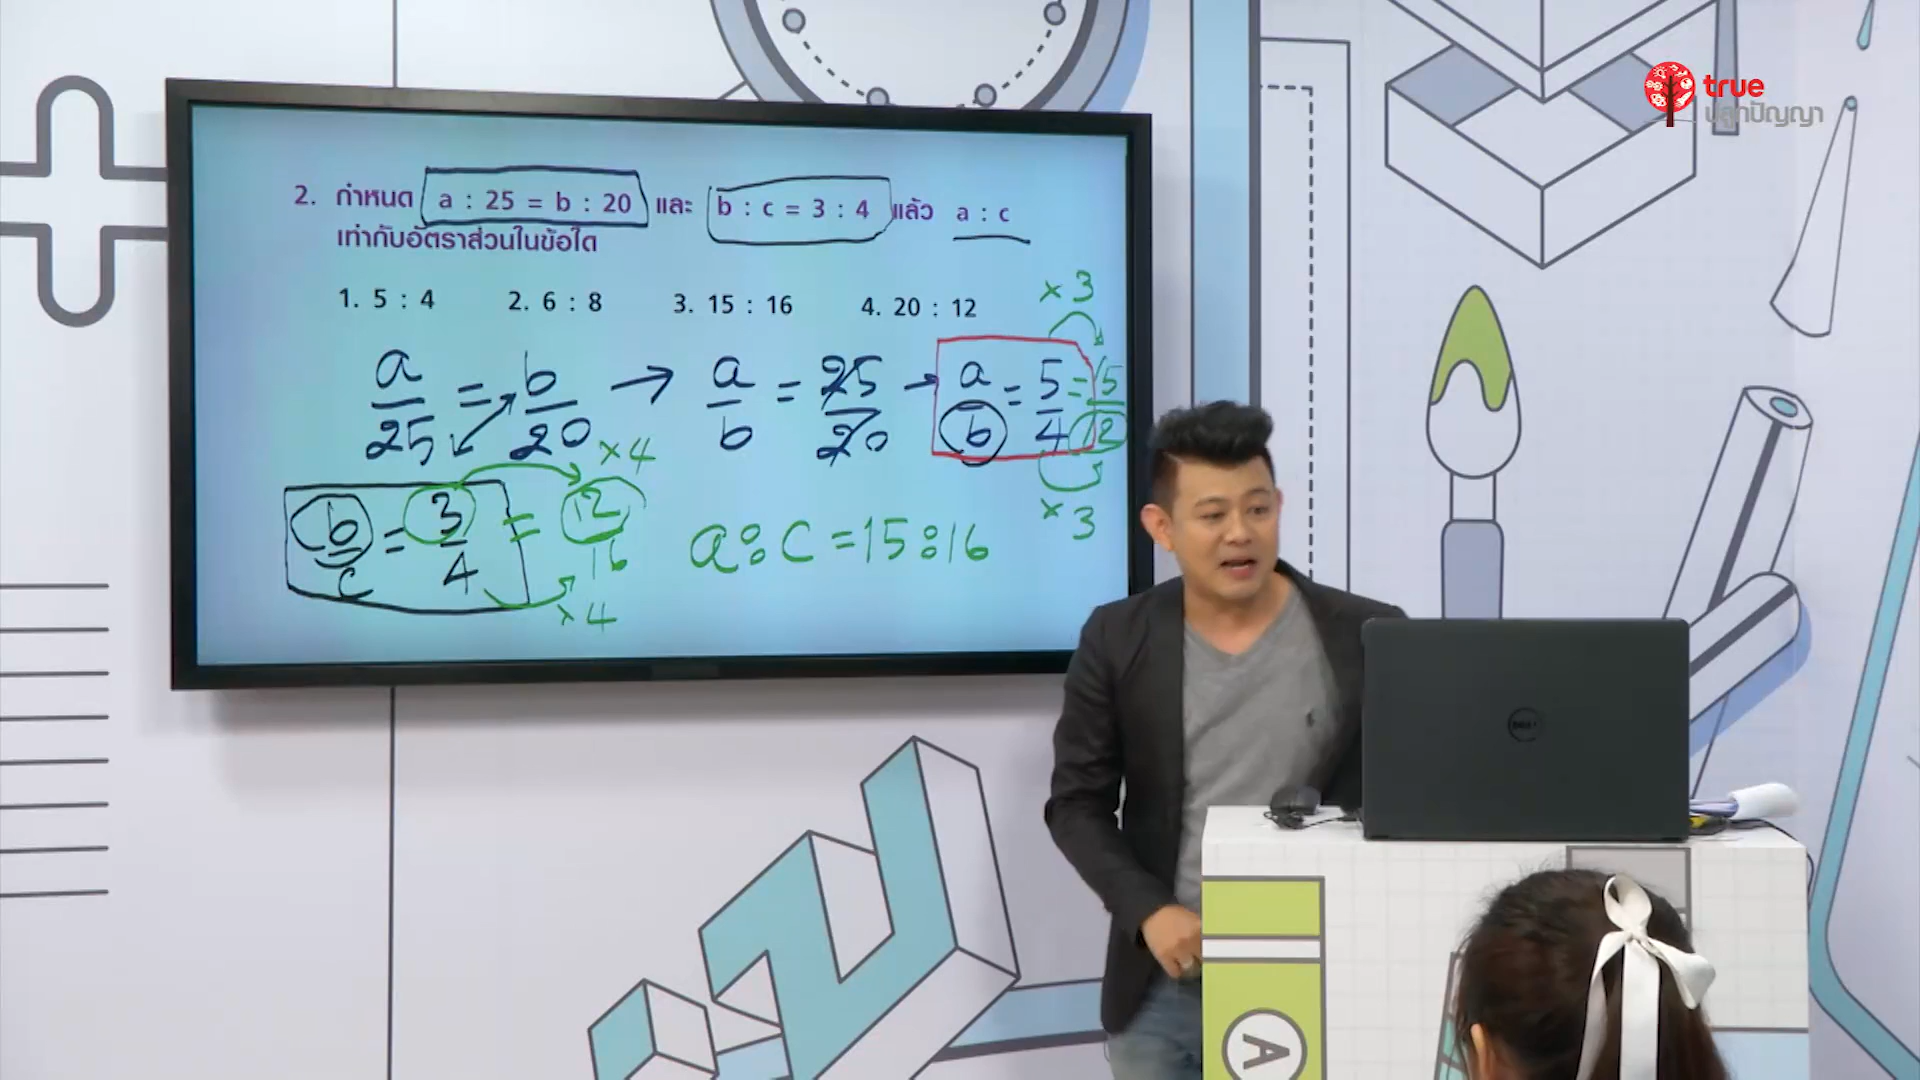 true
ปลูกปัญญา
2. กำหนด a : 25 = b : 20 และ b : c = 3 : 4 แล้ว a : c
เท่ากับอัตราส่วนในข้อใด
1. 5 : 4 2. 6 : 8 3. 15 : 16 4. 20 : 12
× 3
a/25 = b/20 → a/b = 25/20 → a/b = 5/4 = 15/12
× 3
×4
b/c = 3/4 = 12/16
×4
a : c = 15 : 16
DELL
A